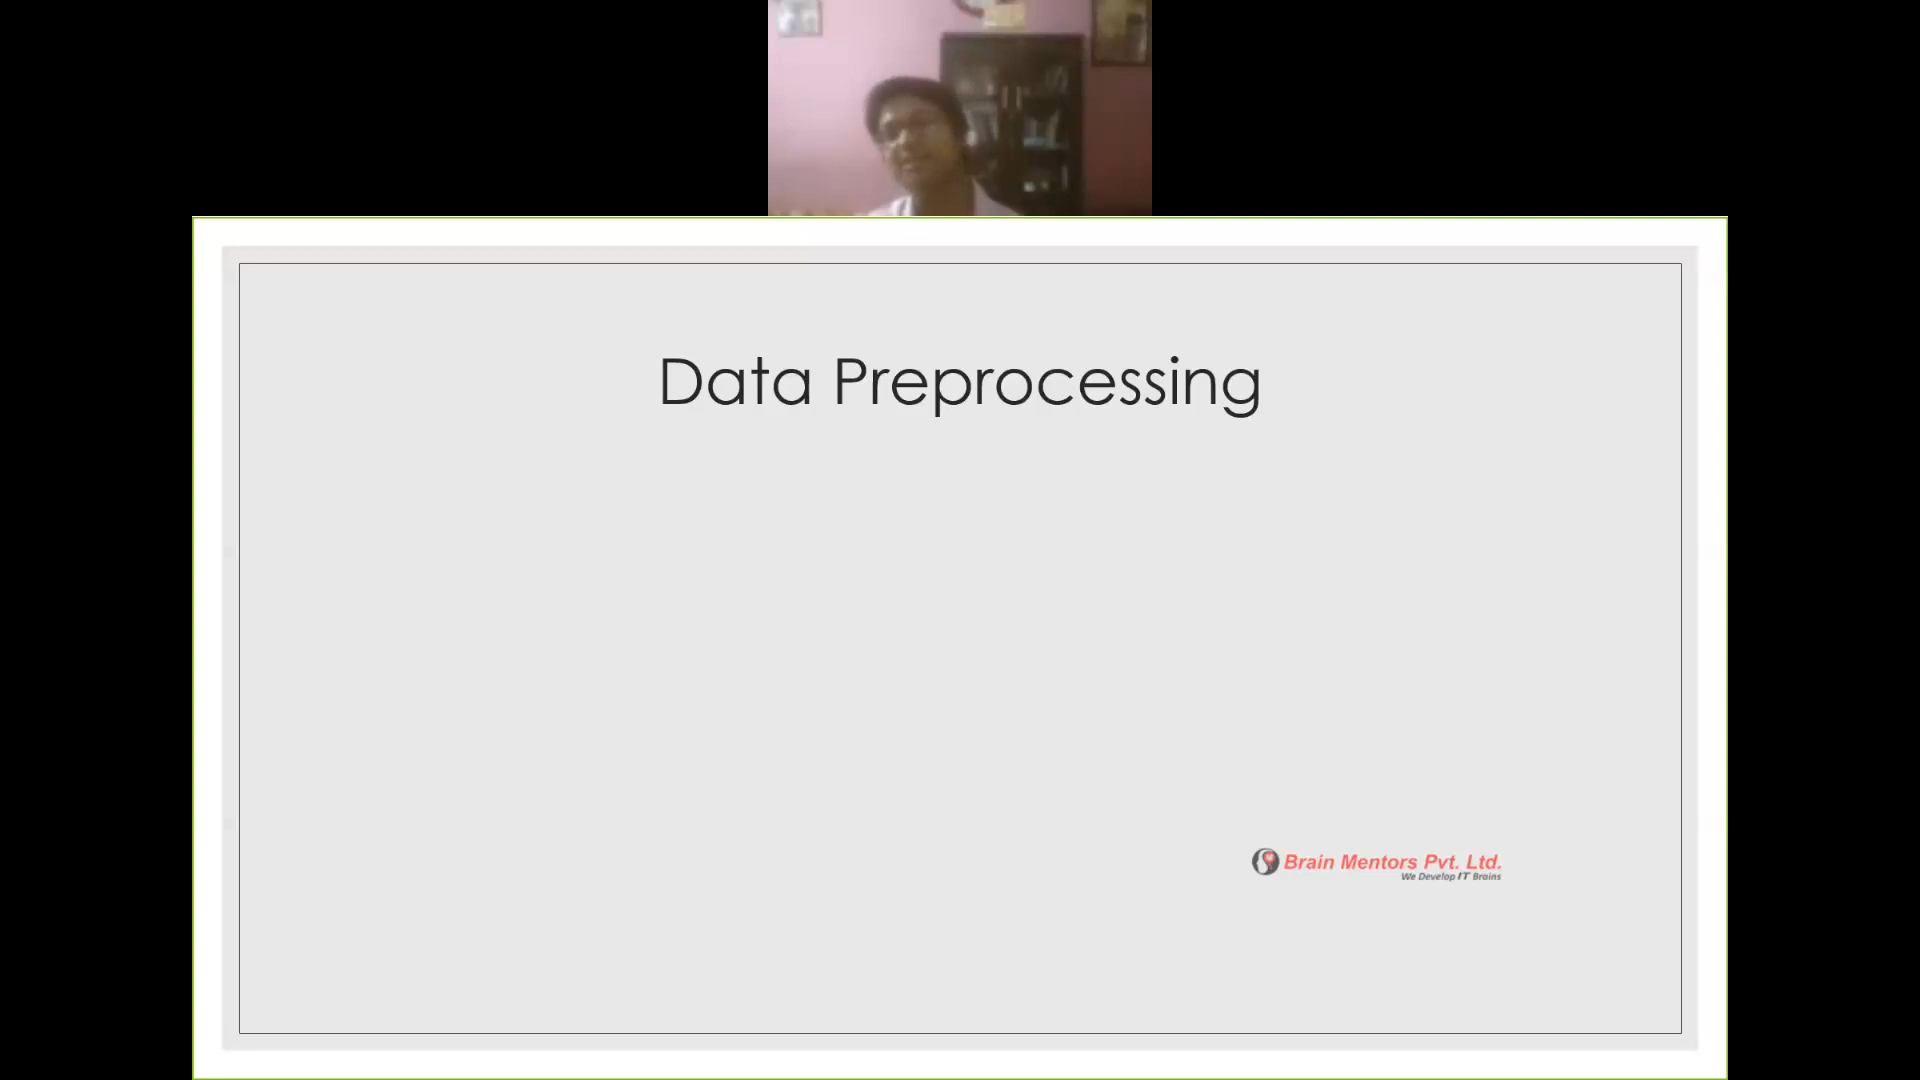 Data Preprocessing
Brain Mentors Pvt. Ltd.
We Develop IT Brains